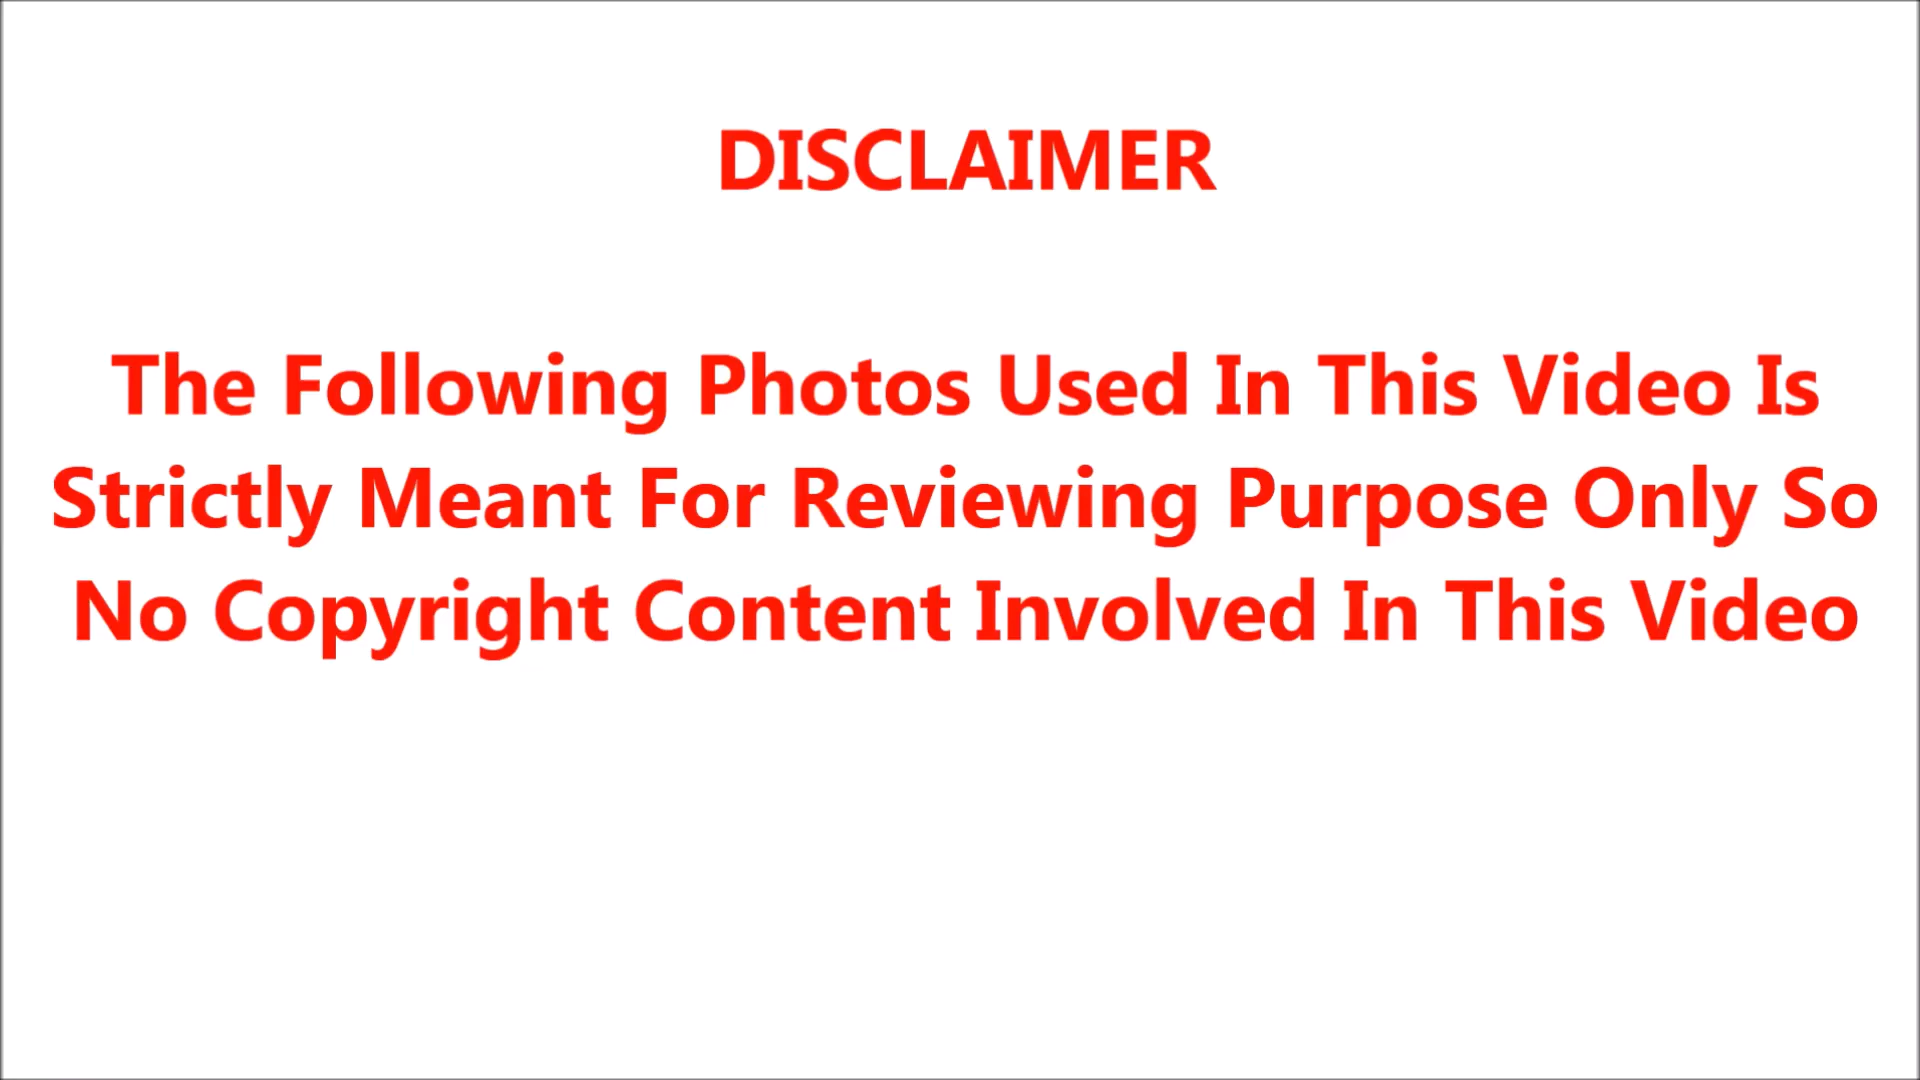 DISCLAIMER
The Following Photos Used In This Video Is
Strictly Meant For Reviewing Purpose Only So
No Copyright Content Involved In This Video